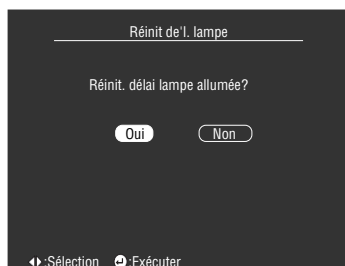 Réinit de'l. lampe
Réinit. délai lampe allumée?
Oui Non
:Sélection :Exécuter